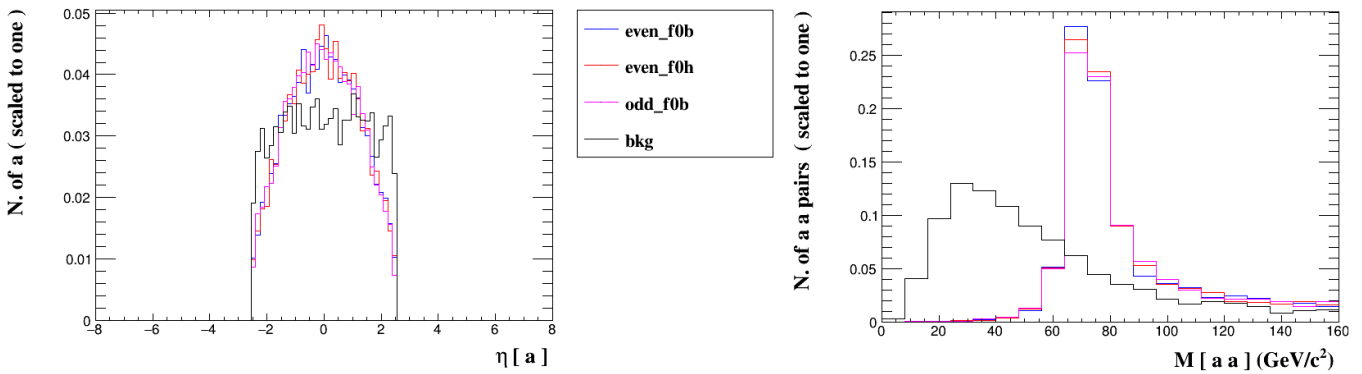 N. of a ( scaled to one )
0.05
0.04
0.03
0.02
0.01
0
−8 −6 −4 −2 0 2 4 6 8
η [ a ]
even_f0b
even_f0h
odd_f0b
bkg
N. of a a pairs ( scaled to one )
0.25
0.2
0.15
0.1
0.05
0
0 20 40 60 80 100 120 140 160
M [ a a ] (GeV/c²)